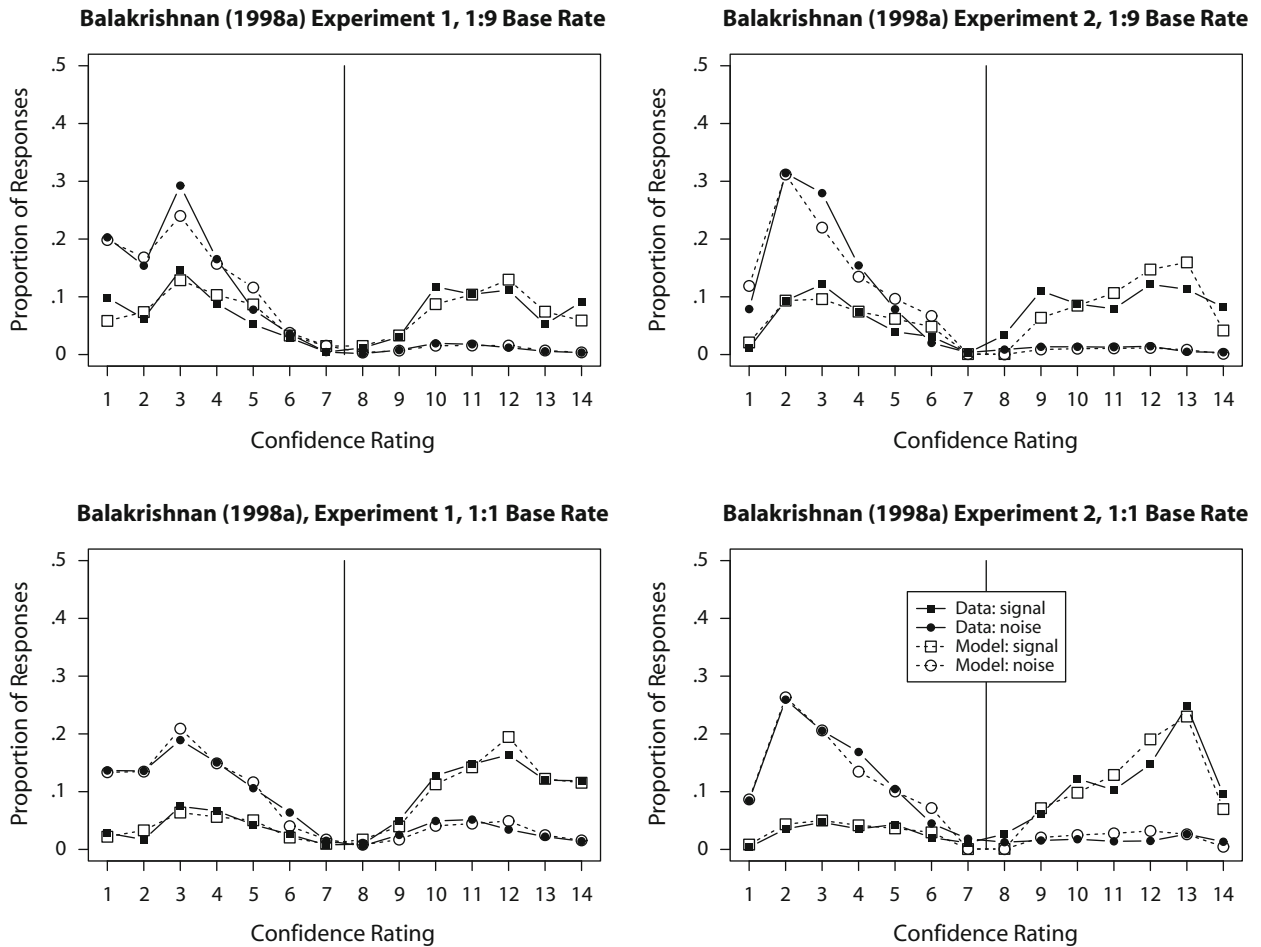 Balakrishnan (1998a) Experiment 1, 1:9 Base Rate
Proportion of Responses
.5
.4
.3
.2
.1
0
1 2 3 4 5 6 7 8 9 10 11 12 13 14
Confidence Rating
Balakrishnan (1998a) Experiment 2, 1:9 Base Rate
Proportion of Responses
.5
.4
.3
.2
.1
0
1 2 3 4 5 6 7 8 9 10 11 12 13 14
Confidence Rating
Balakrishnan (1998a), Experiment 1, 1:1 Base Rate
Proportion of Responses
.5
.4
.3
.2
.1
0
1 2 3 4 5 6 7 8 9 10 11 12 13 14
Confidence Rating
Balakrishnan (1998a) Experiment 2, 1:1 Base Rate
Proportion of Responses
.5
.4
.3
.2
.1
0
Data: signal
Data: noise
Model: signal
Model: noise
1 2 3 4 5 6 7 8 9 10 11 12 13 14
Confidence Rating